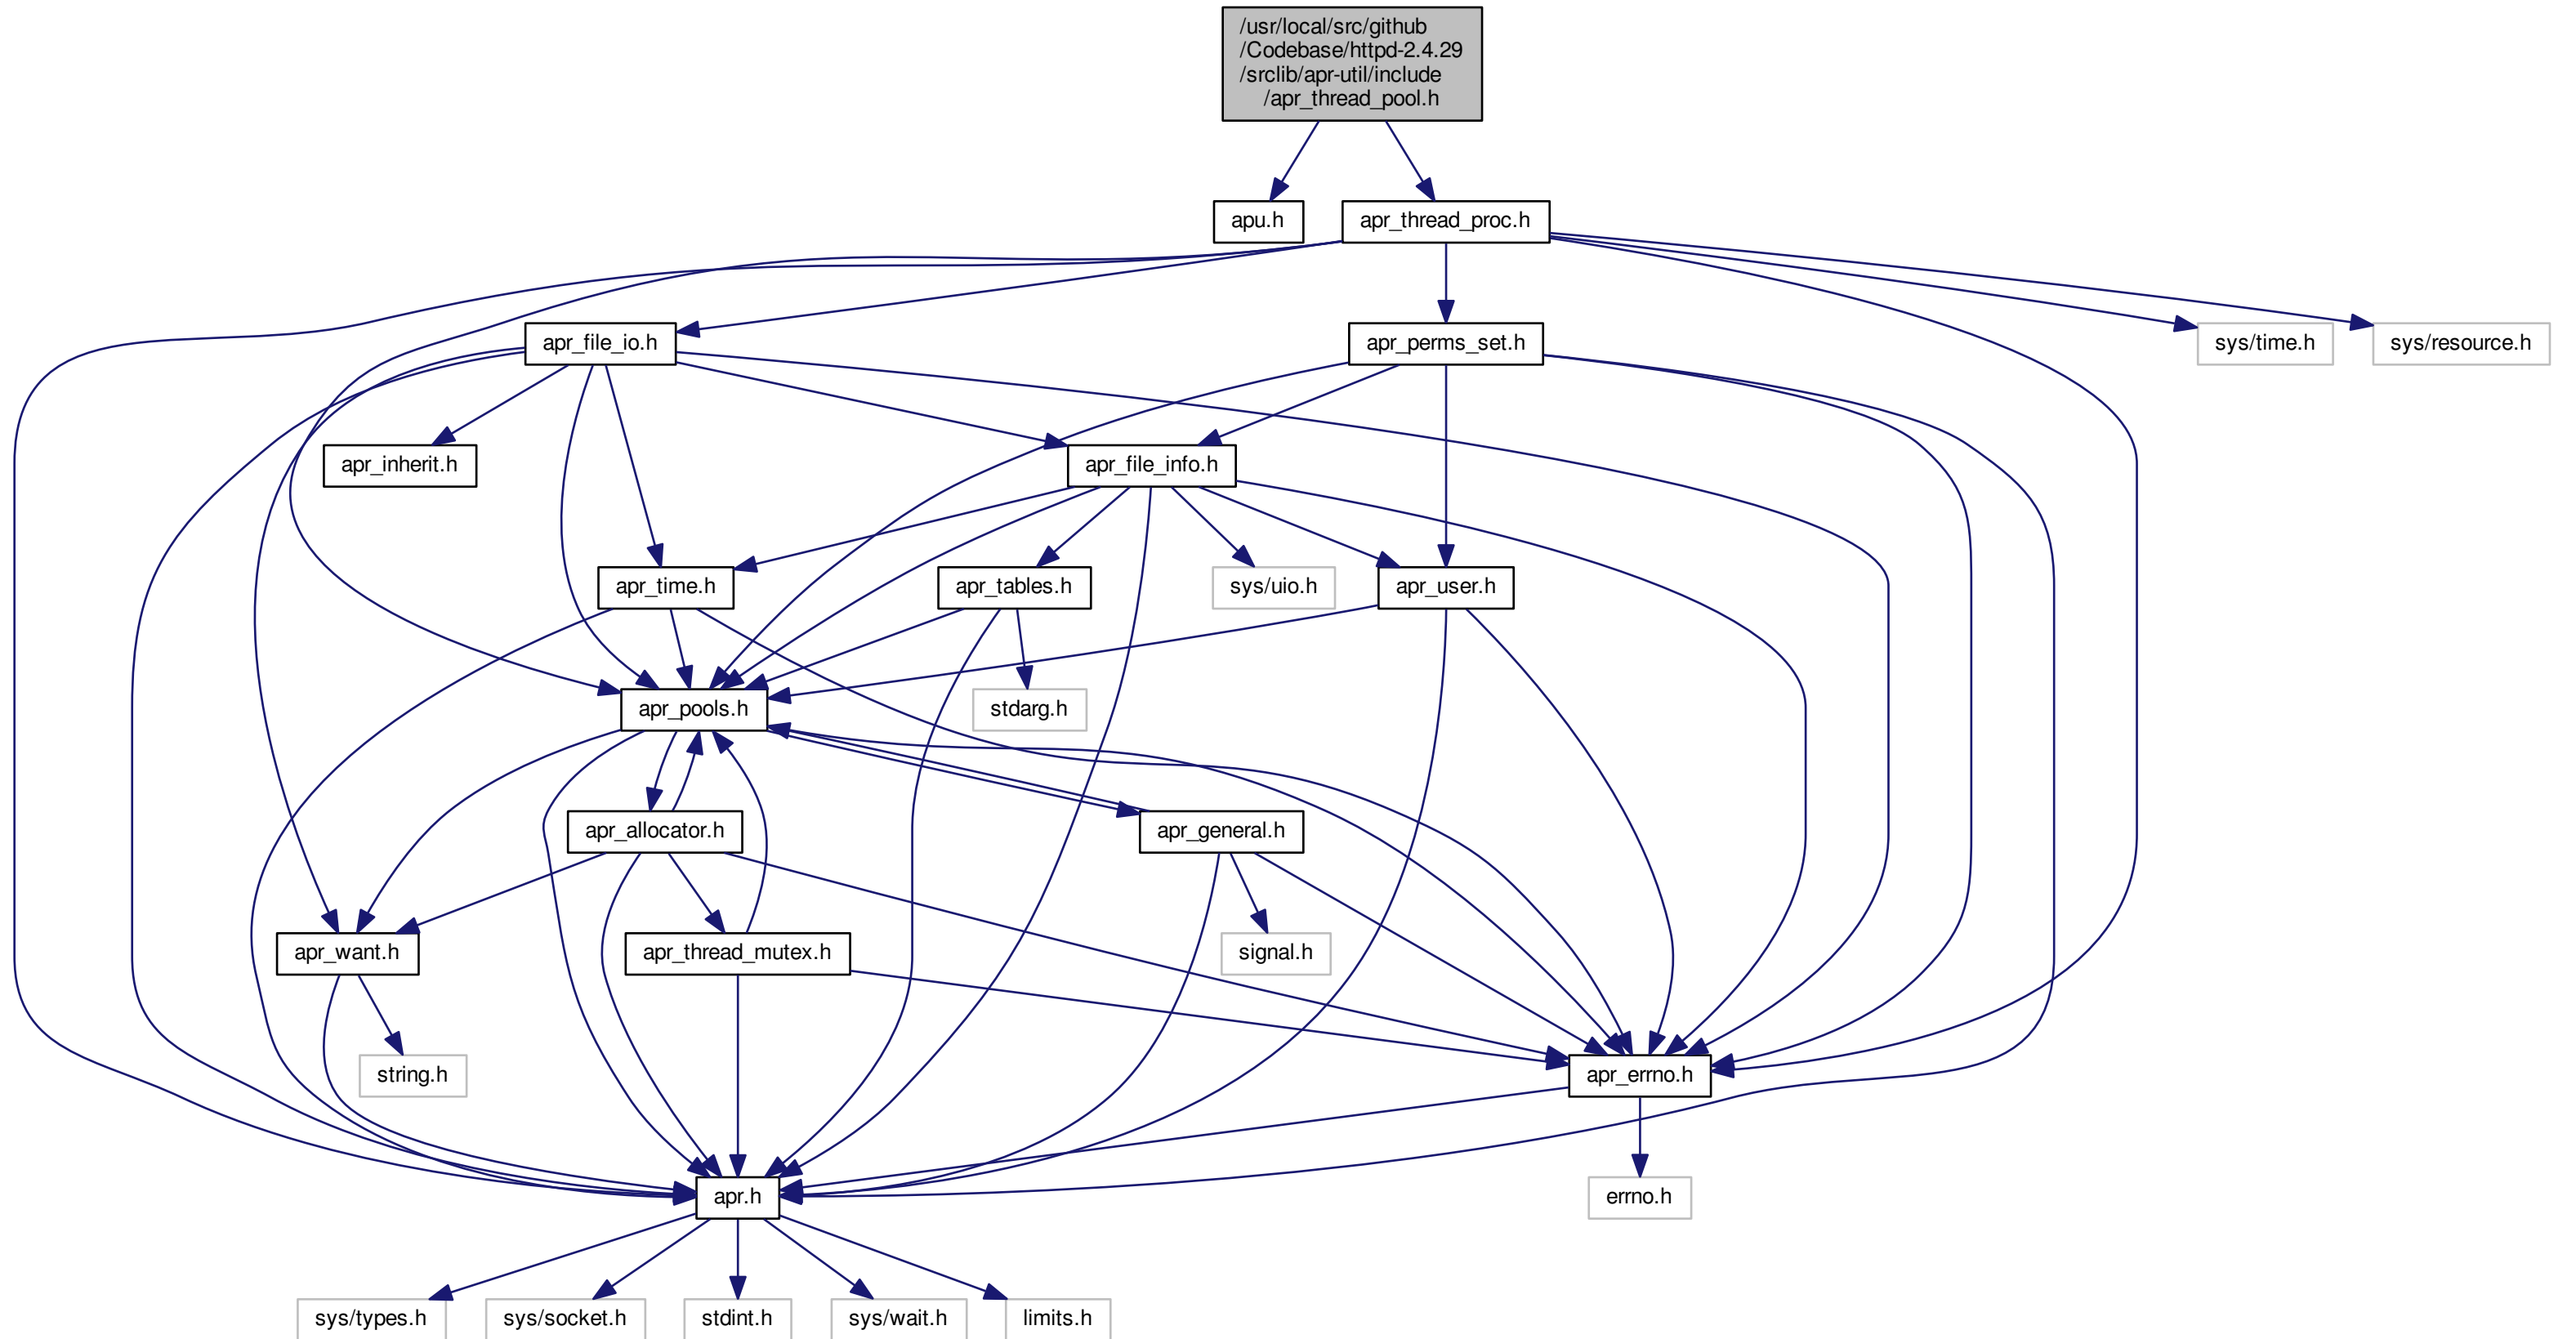 /usr/local/src/github
/Codebase/httpd-2.4.29
/srclib/apr-util/include
/apr_thread_pool.h
apu.h
apr_thread_proc.h
apr_file_io.h
apr_perms_set.h
sys/time.h
sys/resource.h
apr_inherit.h
apr_file_info.h
apr_time.h
apr_tables.h
sys/uio.h
apr_user.h
apr_pools.h
stdarg.h
apr_allocator.h
apr_general.h
apr_want.h
apr_thread_mutex.h
signal.h
string.h
apr_errno.h
apr.h
errno.h
sys/types.h
sys/socket.h
stdint.h
sys/wait.h
limits.h